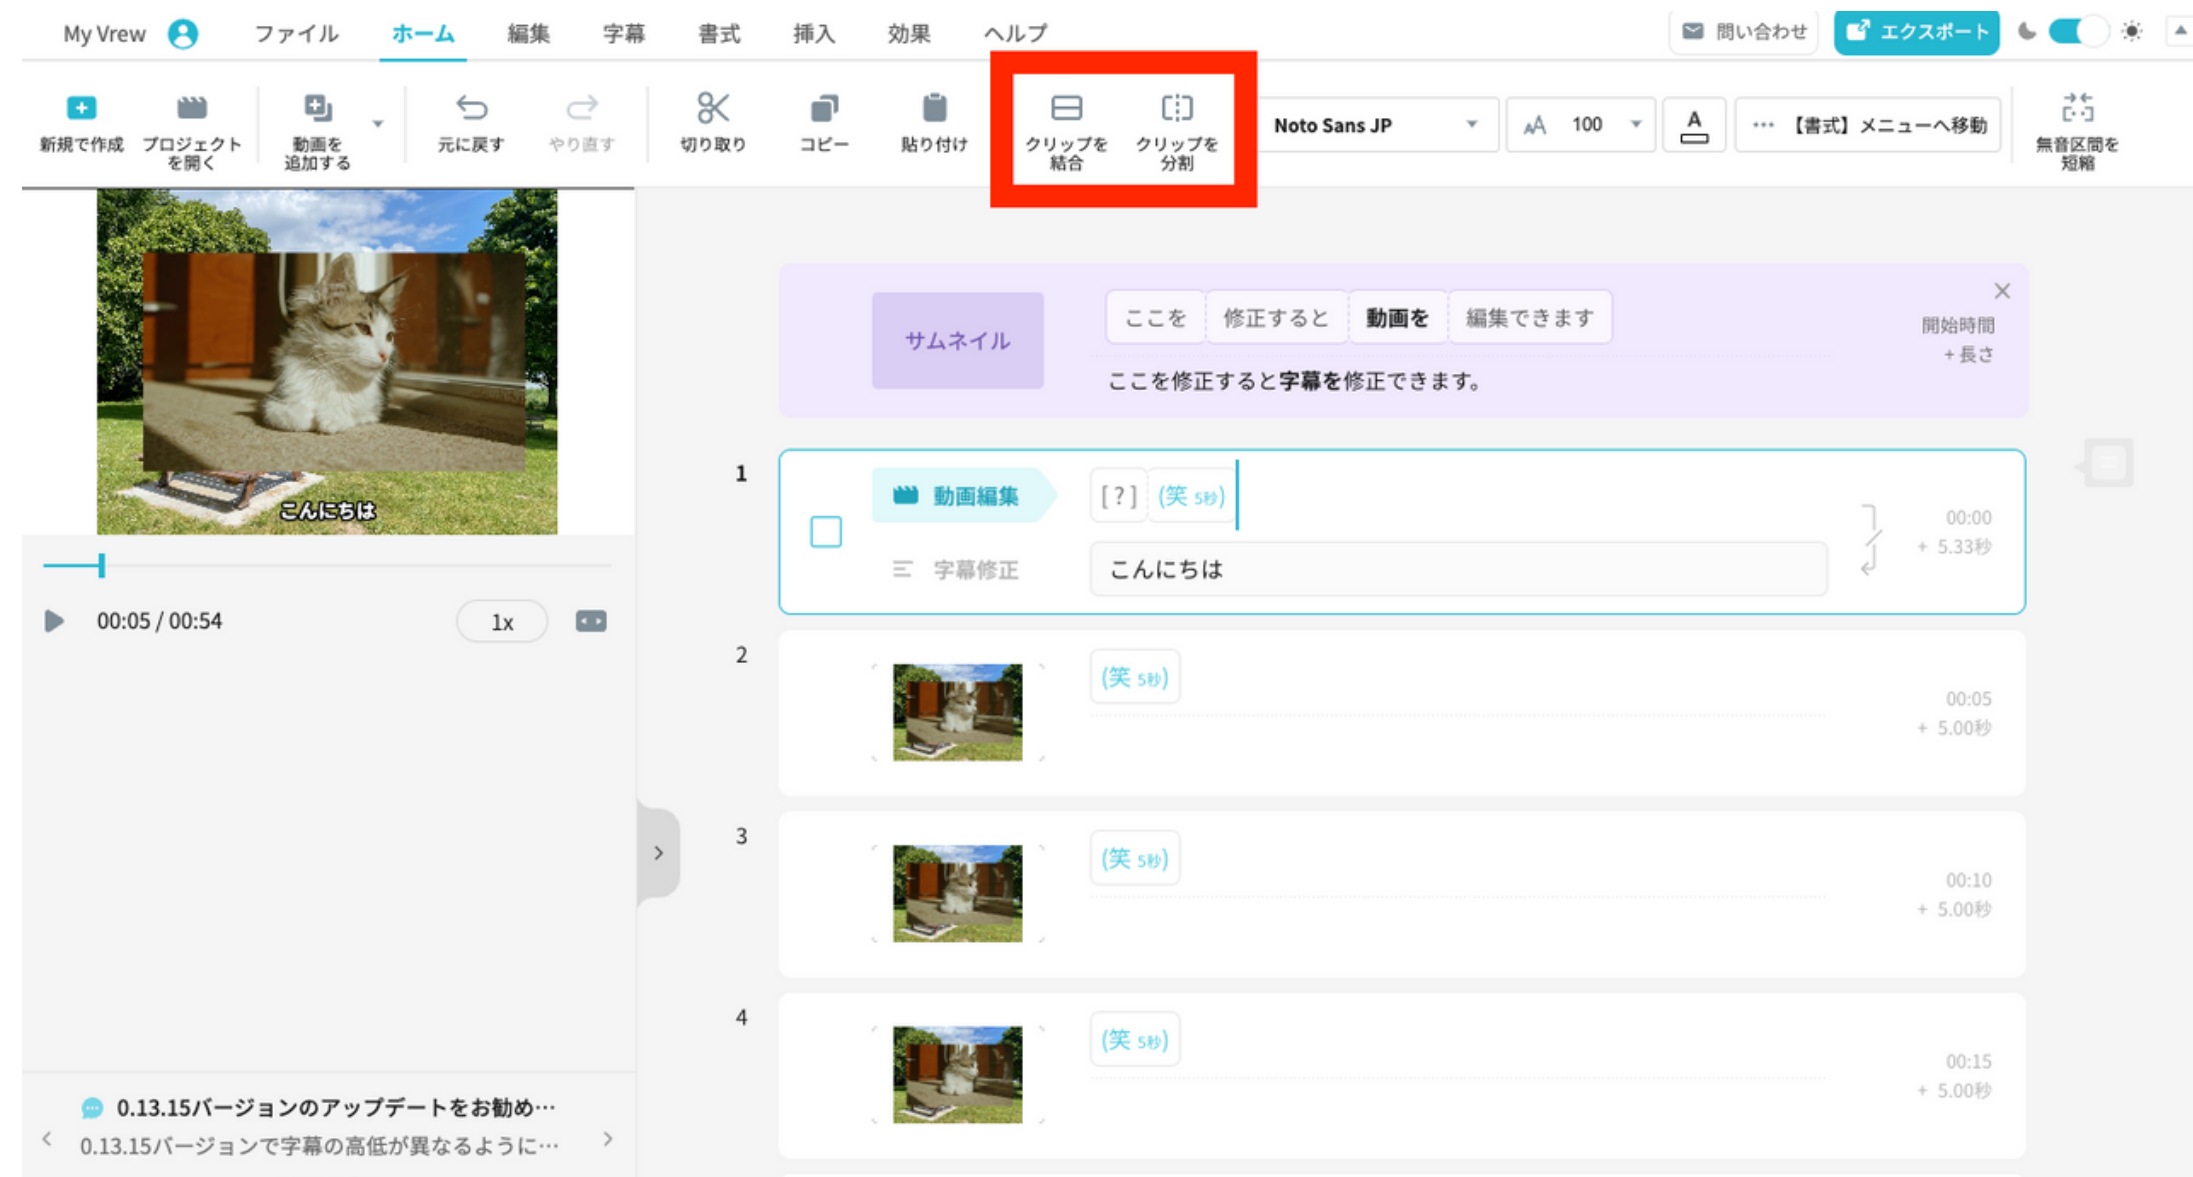 My Vrew ファイル ホーム 編集 字幕 書式 挿入 効果 ヘルプ 問い合わせ エクスポート
新規で作成
プロジェクト
を開く
動画を
追加する
元に戻す
やり直す
切り取り
コピー
貼り付け
クリップを
結合
クリップを
分割
Noto Sans JP
AA 100
A
… 【書式】メニューへ移動
無音区間を
短縮
こんにちは
00:05 / 00:54 1x
0.13.15バージョンのアップデートをお勧め…
0.13.15バージョンで字幕の高低が異なるように…
サムネイル
ここを 修正すると 動画を 編集できます
ここを修正すると字幕を修正できます。
開始時間
+ 長さ
1
動画編集 [ ? ] (笑 5秒)
字幕修正 こんにちは
00:00
+ 5.33秒
2
(笑 5秒)
00:05
+ 5.00秒
3
(笑 5秒)
00:10
+ 5.00秒
4
(笑 5秒)
00:15
+ 5.00秒